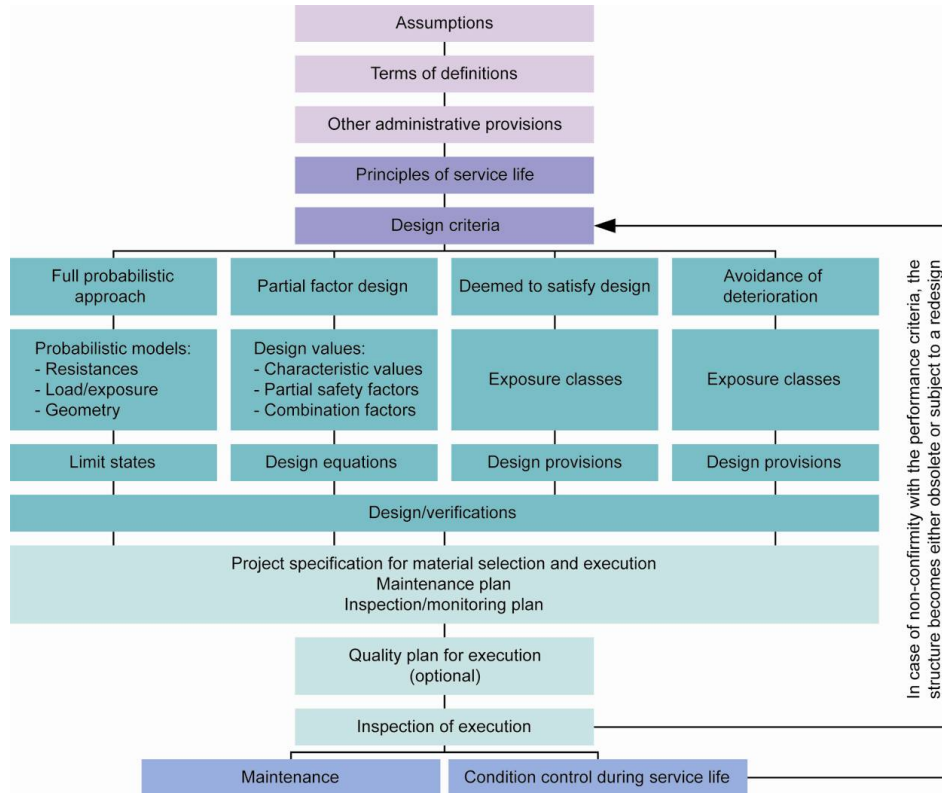 Assumptions
Terms of definitions
Other administrative provisions
Principles of service life
Design criteria
Full probabilistic
approach
Partial factor design
Deemed to satisfy design
Avoidance of
deterioration
Probabilistic models:
- Resistances
- Load/exposure
- Geometry
Design values:
- Characteristic values
- Partial safety factors
- Combination factors
Exposure classes
Exposure classes
Limit states
Design equations
Design provisions
Design provisions
Design/verifications
Project specification for material selection and execution
Maintenance plan
Inspection/monitoring plan
Quality plan for execution
(optional)
Inspection of execution
Maintenance
Condition control during service life
In case of non-confirmity with the performance criteria, the
structure becomes either obsolete or subject to a redesign